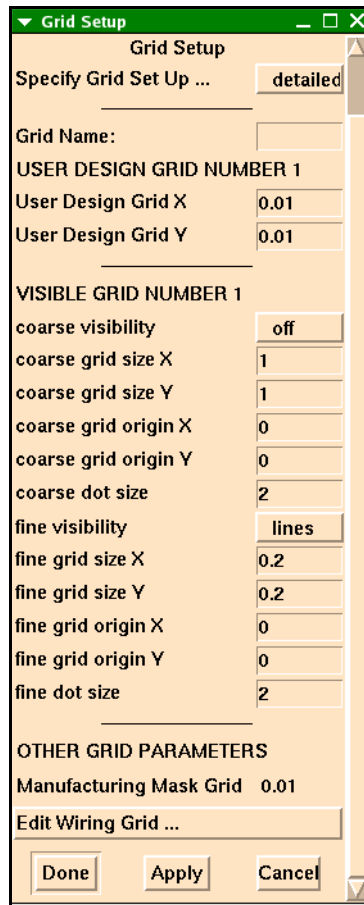 Grid Setup
Grid Setup
Specify Grid Set Up ... detailed
Grid Name:
USER DESIGN GRID NUMBER 1
User Design Grid X 0.01
User Design Grid Y 0.01
VISIBLE GRID NUMBER 1
coarse visibility off
coarse grid size X 1
coarse grid size Y 1
coarse grid origin X 0
coarse grid origin Y 0
coarse dot size 2
fine visibility lines
fine grid size X 0.2
fine grid size Y 0.2
fine grid origin X 0
fine grid origin Y 0
fine dot size 2
OTHER GRID PARAMETERS
Manufacturing Mask Grid 0.01
Edit Wiring Grid ...
Done Apply Cancel